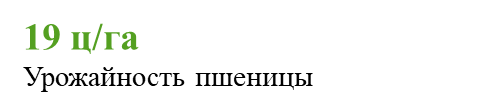 19 ц/га
Урожайность пшеницы